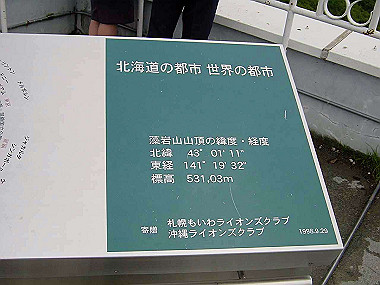 北海道の都市 世界の都市
藻岩山山頂の緯度・経度
北緯 43° 01' 11"
東経 141° 19' 32"
標高 531,03m
寄贈 札幌もいわライオンズクラブ
沖縄ライオンズクラブ
1998.9.29